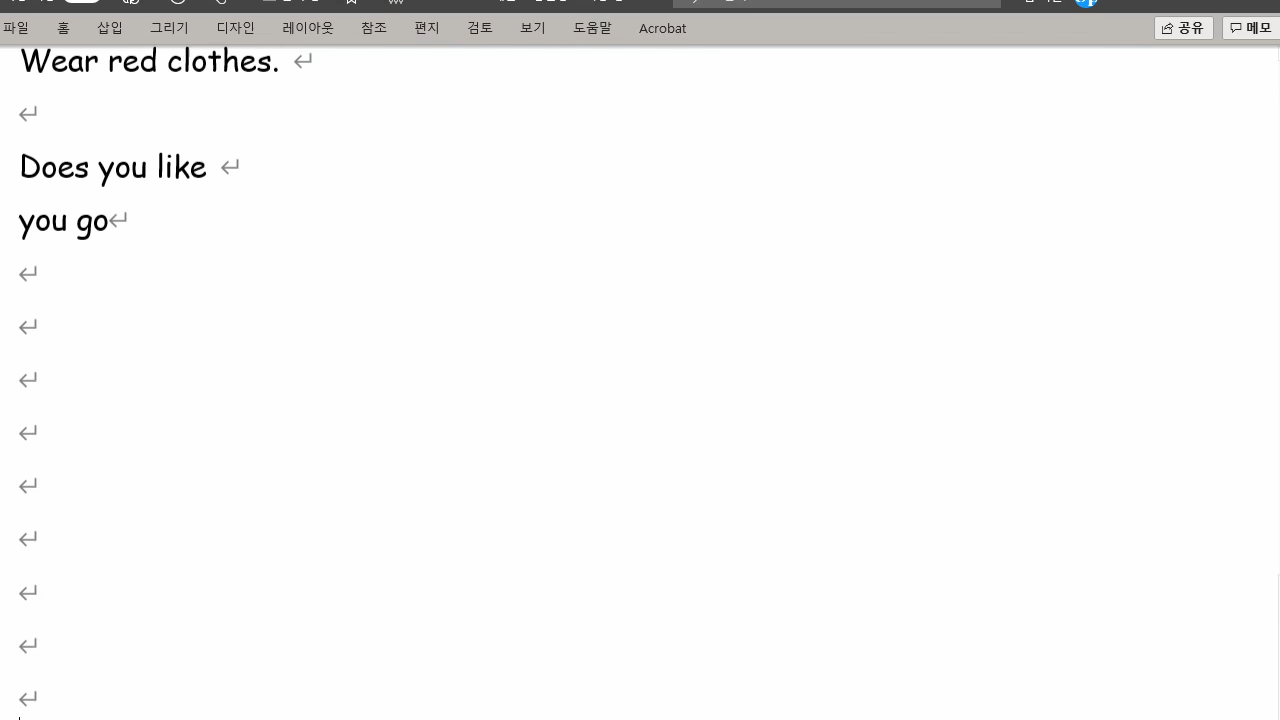 파일 홈 삽입 그리기 디자인 레이아웃 참조 편지 검토 보기 도움말 Acrobat 공유 메모
Wear red clothes.
Does you like
you go